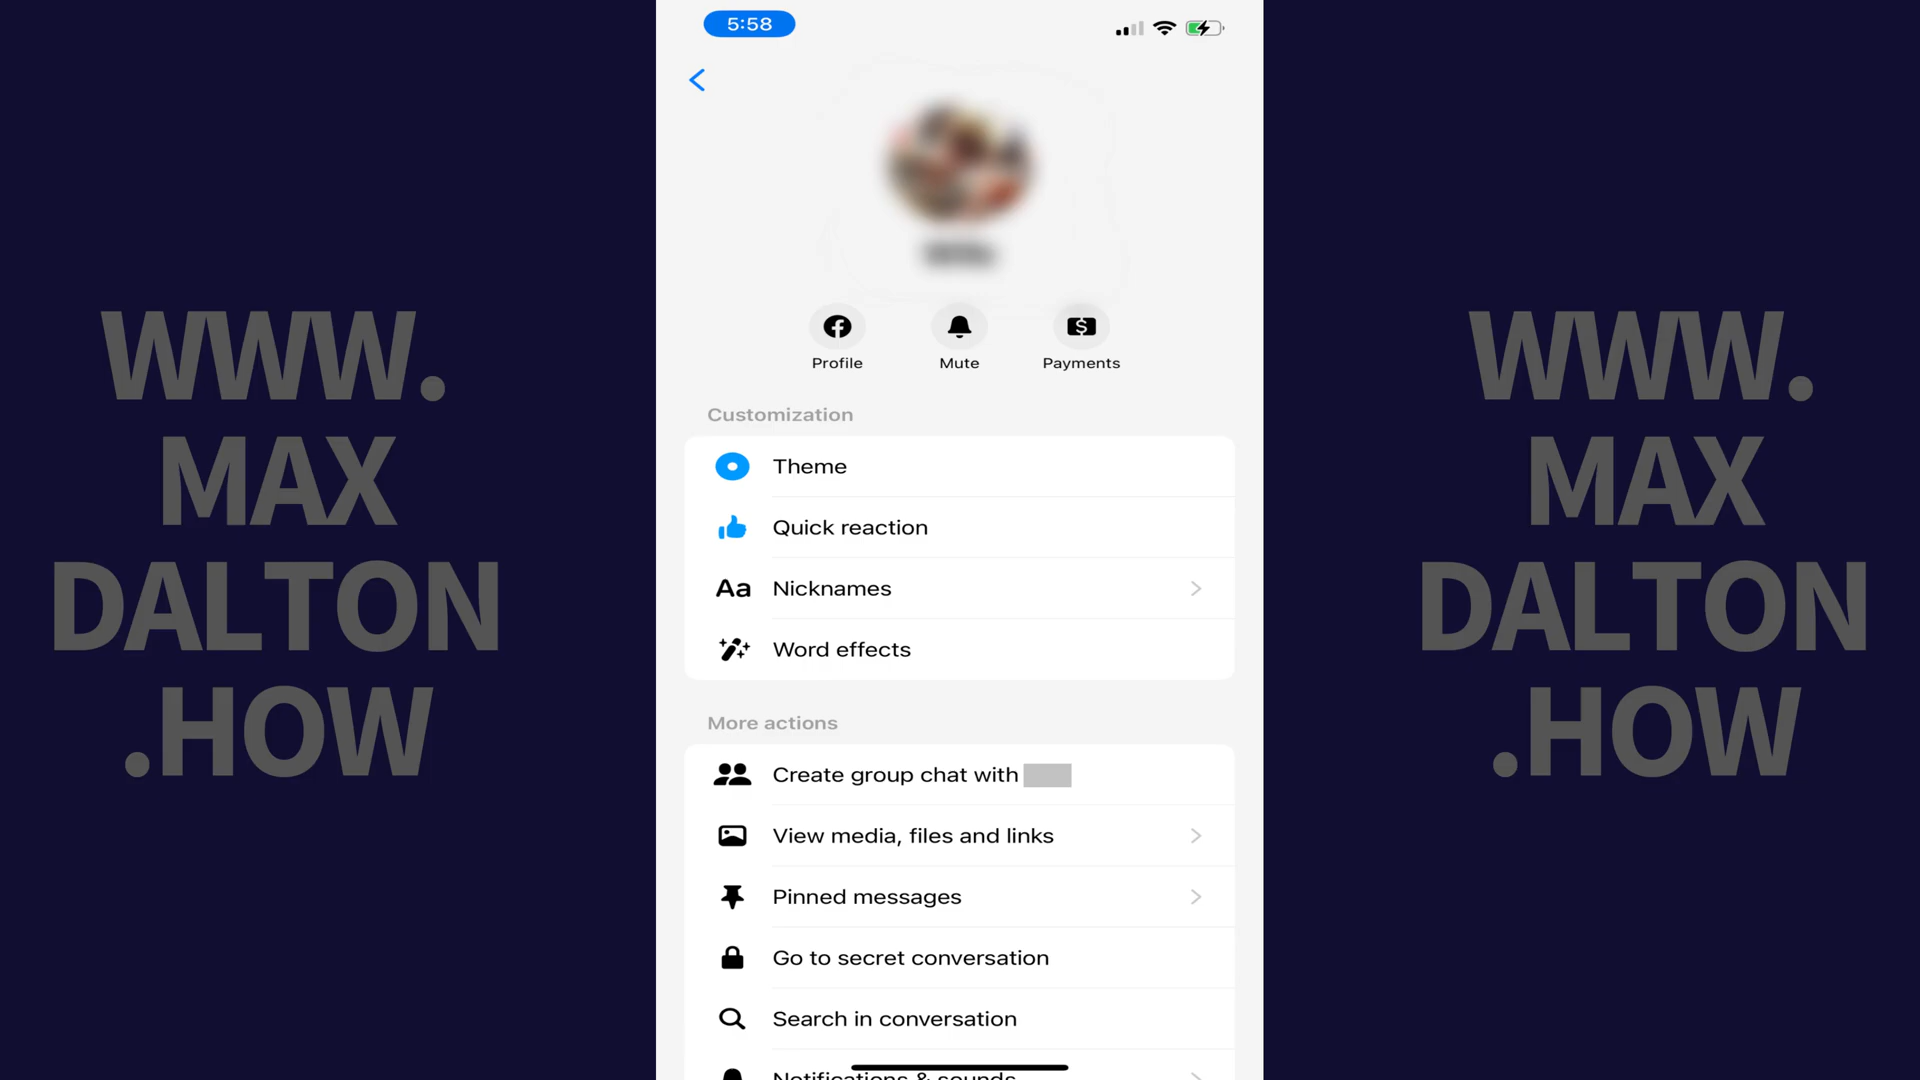 5:58
Profile
Mute
Payments
Customization
Theme
Quick reaction
Aa Nicknames
Word effects
More actions
Create group chat with
View media, files and links
Pinned messages
Go to secret conversation
Search in conversation
Notifications & sounds
WWW.
MAX
DALTON
.HOW
WWW.
MAX
DALTON
.HOW